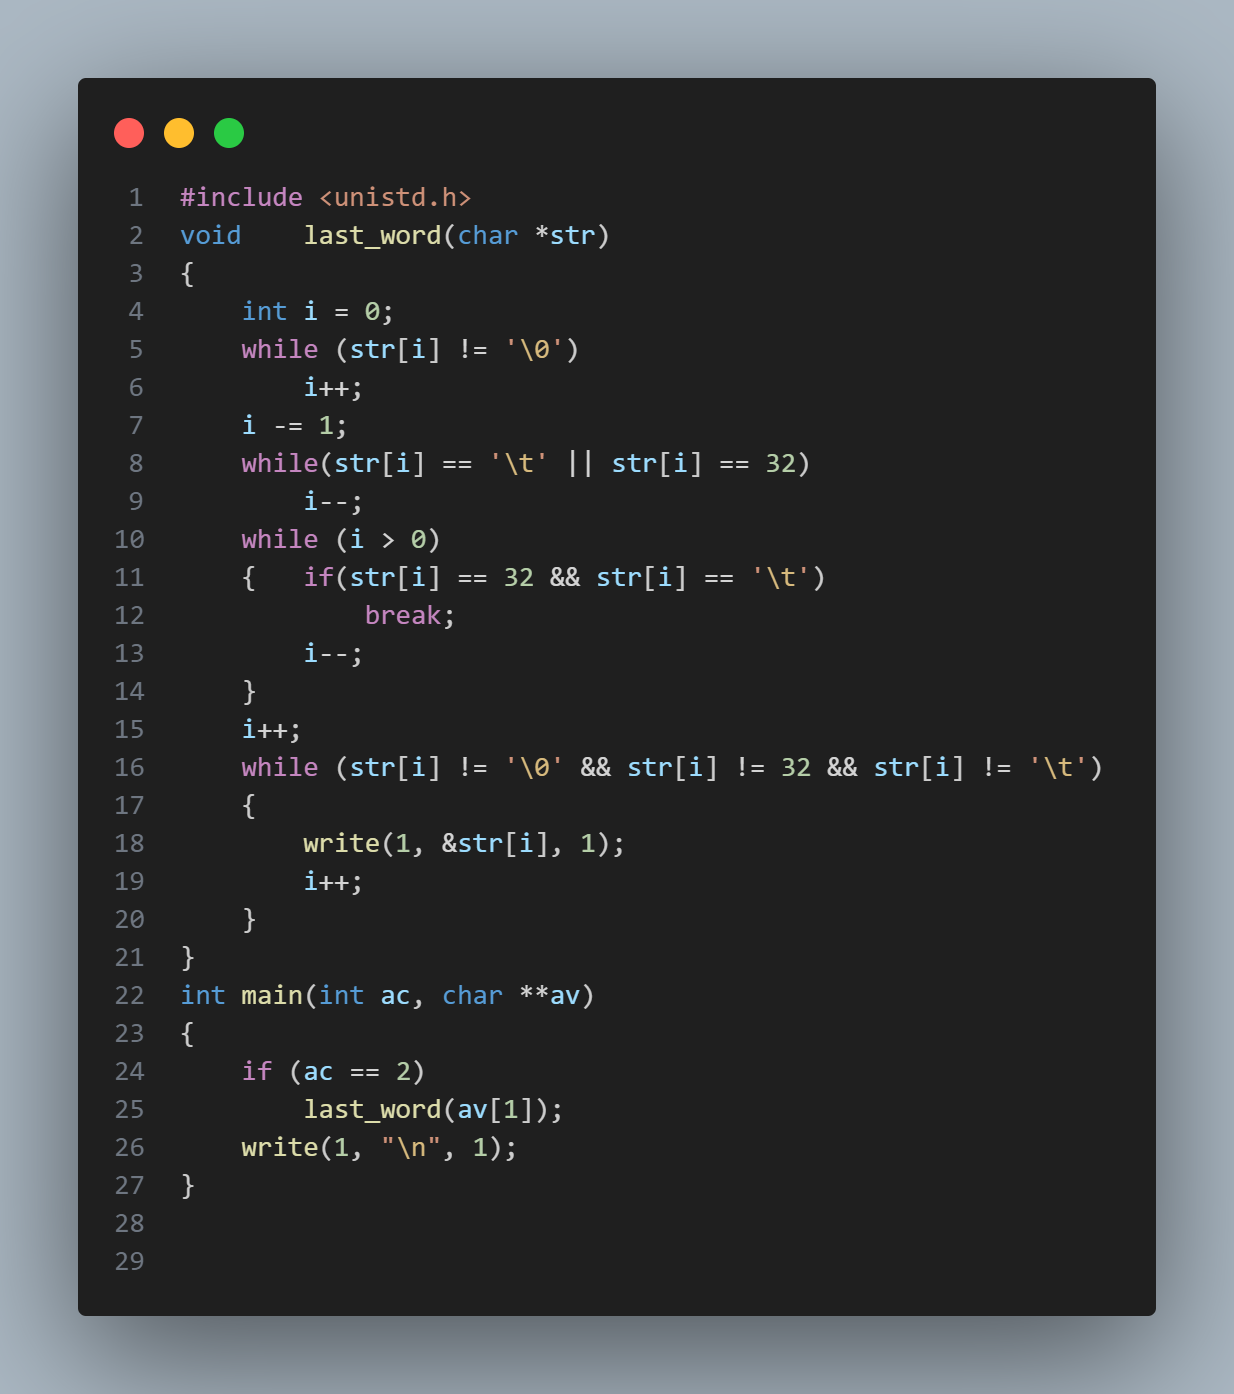 1 #include <unistd.h>
2 void    last_word(char *str)
3 {
4     int i = 0;
5     while (str[i] != '\0')
6         i++;
7     i -= 1;
8     while(str[i] == '\t' || str[i] == 32)
9         i--;
10     while (i > 0)
11     {   if(str[i] == 32 && str[i] == '\t')
12             break;
13         i--;
14     }
15     i++;
16     while (str[i] != '\0' && str[i] != 32 && str[i] != '\t')
17     {
18         write(1, &str[i], 1);
19         i++;
20     }
21 }
22 int main(int ac, char **av)
23 {
24     if (ac == 2)
25         last_word(av[1]);
26     write(1, "\n", 1);
27 }
28
29